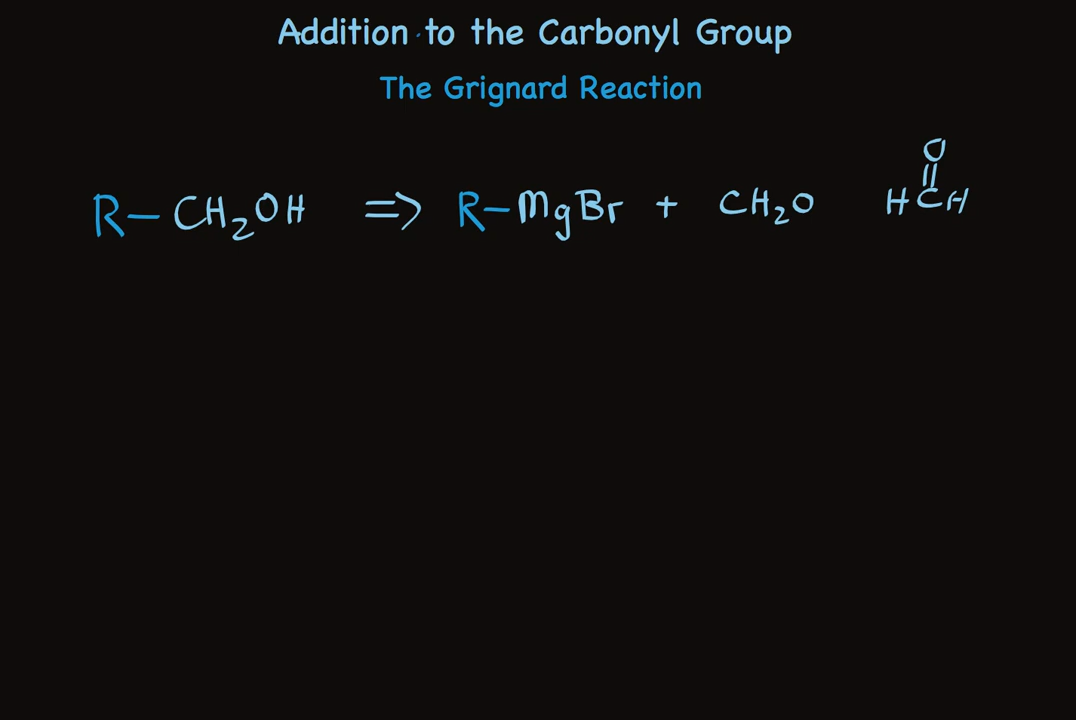 Addition to the Carbonyl Group
The Grignard Reaction
O
R-CH2OH => R-MgBr + CH2O HCH